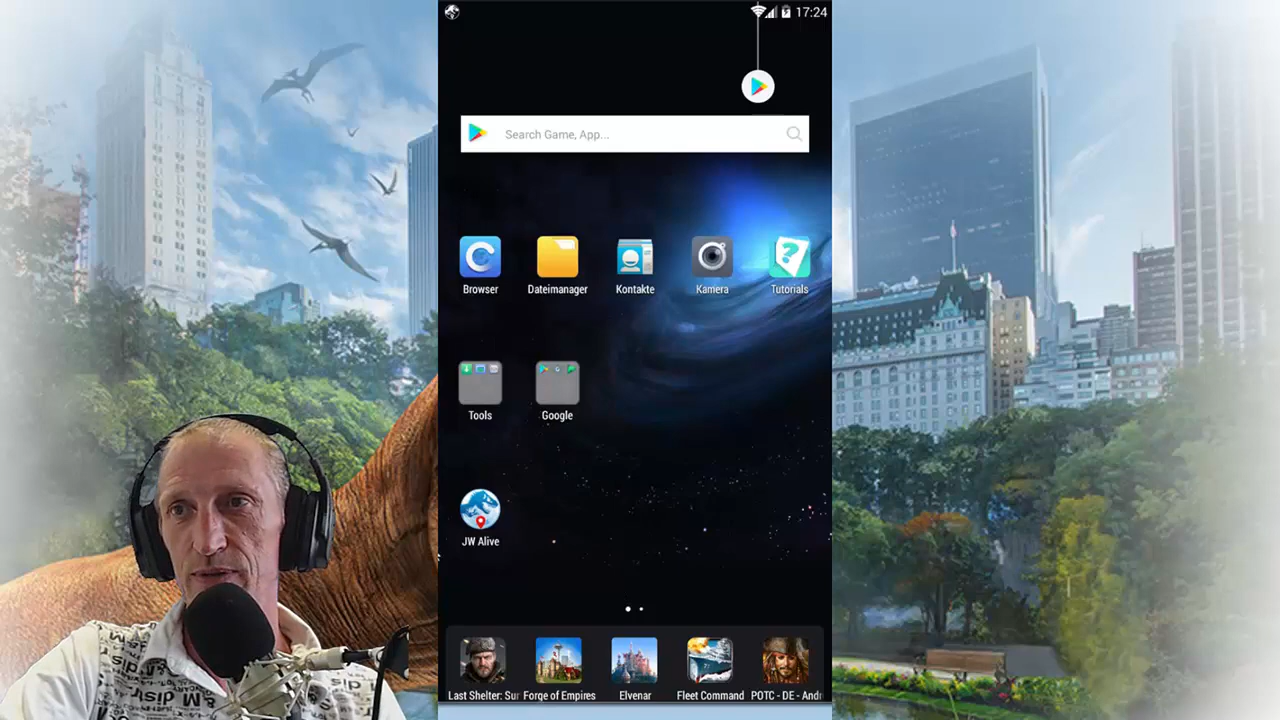 17:24
Search Game, App...
Browser
Dateimanager
Kontakte
Kamera
Tutorials
Tools
Google
JW Alive
Last Shelter: Sur
Forge of Empires
Elvenar
Fleet Command
POTC - DE - Andr